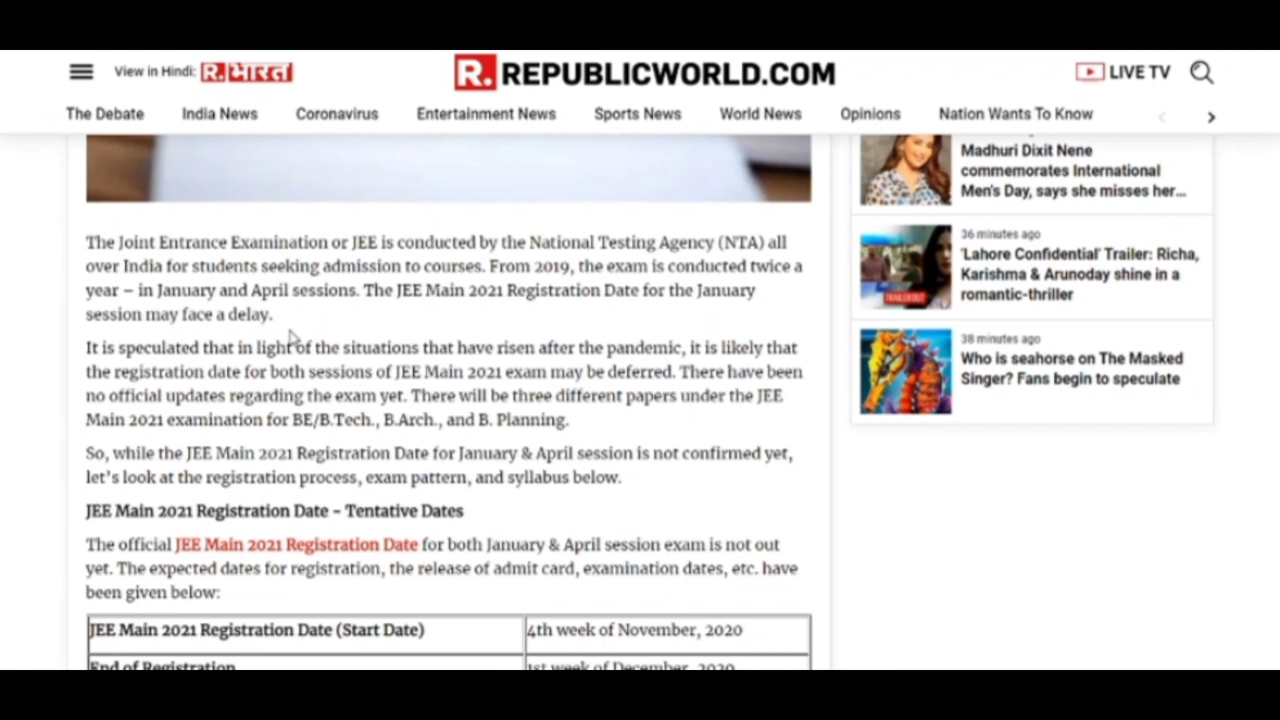 View in Hindi: R. भारत
R. REPUBLICWORLD.COM
LIVE TV
The Debate
India News
Coronavirus
Entertainment News
Sports News
World News
Opinions
Nation Wants To Know
The Joint Entrance Examination or JEE is conducted by the National Testing Agency (NTA) all
over India for students seeking admission to courses. From 2019, the exam is conducted twice a
year – in January and April sessions. The JEE Main 2021 Registration Date for the January
session may face a delay.
It is speculated that in light of the situations that have risen after the pandemic, it is likely that
the registration date for both sessions of JEE Main 2021 exam may be deferred. There have been
no official updates regarding the exam yet. There will be three different papers under the JEE
Main 2021 examination for BE/B.Tech., B.Arch., and B. Planning.
So, while the JEE Main 2021 Registration Date for January & April session is not confirmed yet,
let's look at the registration process, exam pattern, and syllabus below.
JEE Main 2021 Registration Date – Tentative Dates
The official JEE Main 2021 Registration Date for both January & April session exam is not out
yet. The expected dates for registration, the release of admit card, examination dates, etc. have
been given below:
JEE Main 2021 Registration Date (Start Date)
4th week of November, 2020
End of Registration
1st week of December, 2020
Madhuri Dixit Nene
commemorates International
Men's Day, says she misses her...
36 minutes ago
'Lahore Confidential' Trailer: Richa,
Karishma & Arunoday shine in a
romantic-thriller
TRAILER OUT
38 minutes ago
Who is seahorse on The Masked
Singer? Fans begin to speculate